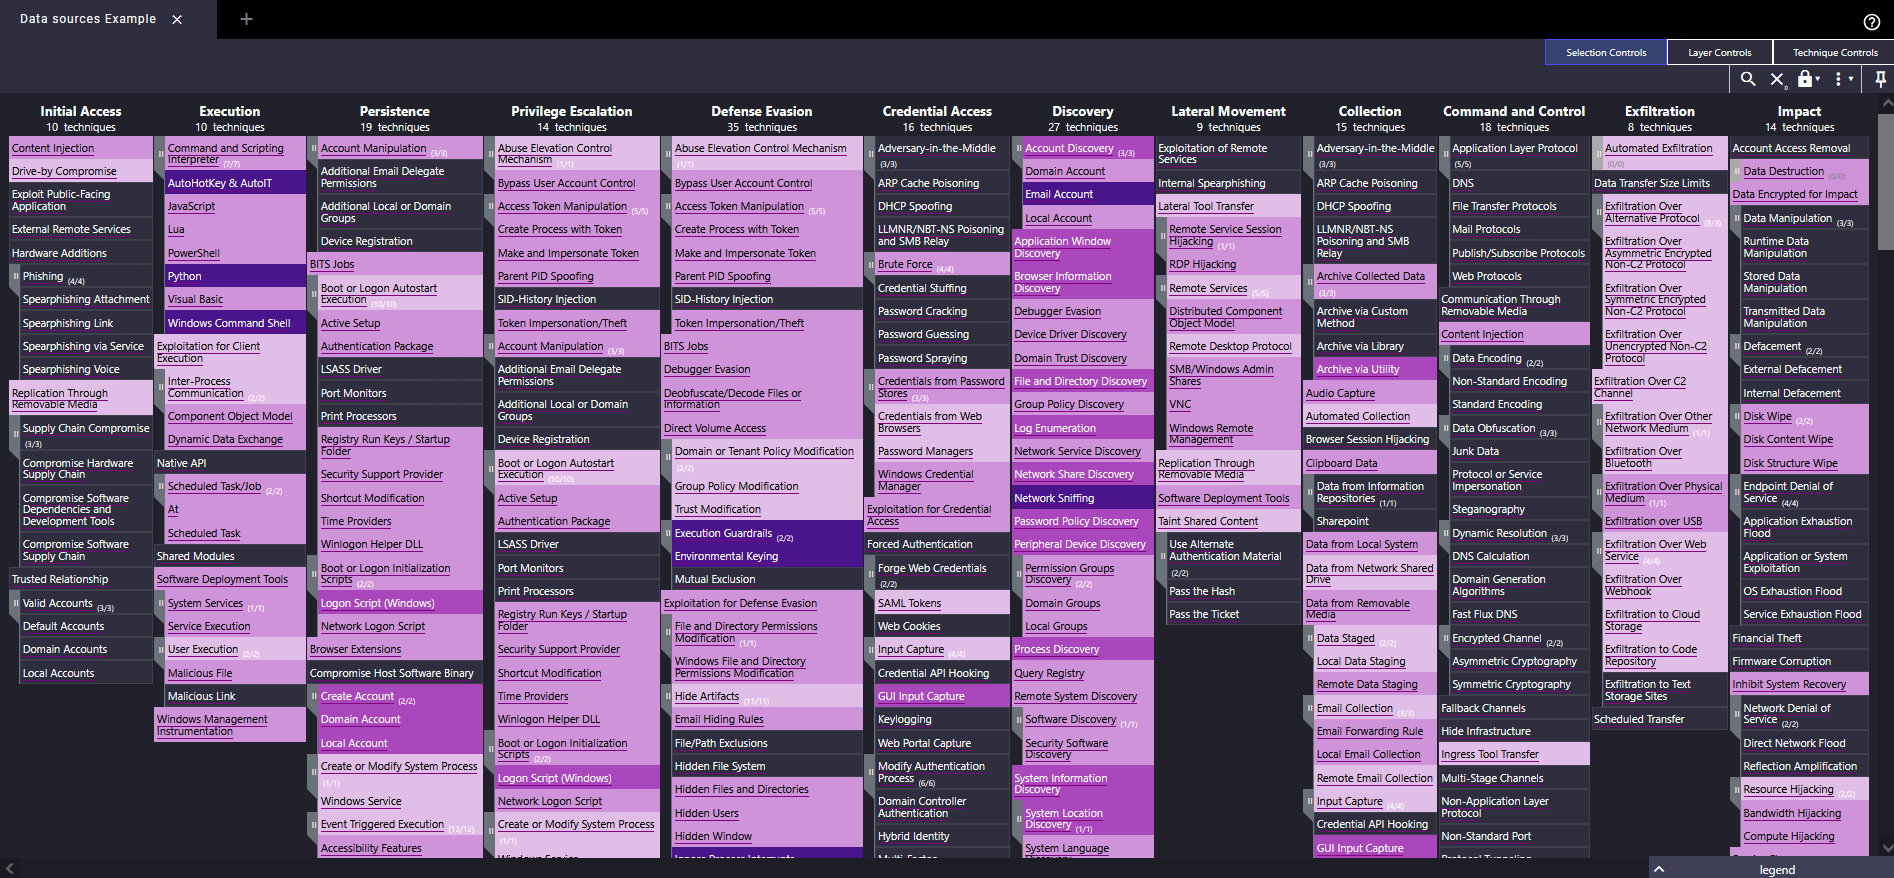 Data sources Example
Selection Controls
Layer Controls
Technique Controls
Initial Access
10 techniques
Content Injection
Drive-by Compromise
Exploit Public-Facing
Application
External Remote Services
Hardware Additions
Phishing (4/4)
Spearphishing Attachment
Spearphishing Link
Spearphishing via Service
Spearphishing Voice
Replication Through
Removable Media
Supply Chain Compromise
(3/3)
Compromise Hardware
Supply Chain
Compromise Software
Dependencies and
Development Tools
Compromise Software
Supply Chain
Trusted Relationship
Valid Accounts (3/3)
Default Accounts
Domain Accounts
Local Accounts
Execution
10 techniques
Command and Scripting
Interpreter (7/7)
AutoHotKey & AutoIT
JavaScript
Lua
PowerShell
Python
Visual Basic
Windows Command Shell
Exploitation for Client
Execution
Inter-Process
Communication (2/2)
Component Object Model
Dynamic Data Exchange
Native API
Scheduled Task/Job (2/2)
At
Scheduled Task
Shared Modules
Software Deployment Tools
System Services (1/1)
Service Execution
User Execution (2/2)
Malicious File
Malicious Link
Windows Management
Instrumentation
Persistence
19 techniques
Account Manipulation (3/3)
Additional Email Delegate
Permissions
Additional Local or Domain
Groups
Device Registration
BITS Jobs
Boot or Logon Autostart
Execution (10/10)
Active Setup
Authentication Package
LSASS Driver
Port Monitors
Print Processors
Registry Run Keys / Startup
Folder
Security Support Provider
Shortcut Modification
Time Providers
Winlogon Helper DLL
Boot or Logon Initialization
Scripts (2/2)
Logon Script (Windows)
Network Logon Script
Browser Extensions
Compromise Host Software Binary
Create Account (2/2)
Domain Account
Local Account
Create or Modify System Process
(1/1)
Windows Service
Event Triggered Execution (12/12)
Accessibility Features
Privilege Escalation
14 techniques
Abuse Elevation Control
Mechanism (1/1)
Bypass User Account Control
Access Token Manipulation (5/5)
Create Process with Token
Make and Impersonate Token
Parent PID Spoofing
SID-History Injection
Token Impersonation/Theft
Account Manipulation (3/3)
Additional Email Delegate
Permissions
Additional Local or Domain
Groups
Device Registration
Boot or Logon Autostart
Execution (10/10)
Active Setup
Authentication Package
LSASS Driver
Port Monitors
Print Processors
Registry Run Keys / Startup
Folder
Security Support Provider
Shortcut Modification
Time Providers
Winlogon Helper DLL
Boot or Logon Initialization
Scripts (2/2)
Logon Script (Windows)
Network Logon Script
Create or Modify System Process
(1/1)
Windows Service
Defense Evasion
35 techniques
Abuse Elevation Control Mechanism
(1/1)
Bypass User Account Control
Access Token Manipulation (5/5)
Create Process with Token
Make and Impersonate Token
Parent PID Spoofing
SID-History Injection
Token Impersonation/Theft
BITS Jobs
Debugger Evasion
Deobfuscate/Decode Files or
Information
Direct Volume Access
Domain or Tenant Policy Modification
(2/2)
Group Policy Modification
Trust Modification
Execution Guardrails (2/2)
Environmental Keying
Mutual Exclusion
Exploitation for Defense Evasion
File and Directory Permissions
Modification (1/1)
Windows File and Directory
Permissions Modification
Hide Artifacts (11/11)
Email Hiding Rules
File/Path Exclusions
Hidden File System
Hidden Files and Directories
Hidden Users
Hidden Window
Ignore Process Interrupts
Credential Access
16 techniques
Adversary-in-the-Middle
(3/3)
ARP Cache Poisoning
DHCP Spoofing
LLMNR/NBT-NS Poisoning
and SMB Relay
Brute Force (4/4)
Credential Stuffing
Password Cracking
Password Guessing
Password Spraying
Credentials from Password
Stores (3/3)
Credentials from Web
Browsers
Password Managers
Windows Credential
Manager
Exploitation for Credential
Access
Forced Authentication
Forge Web Credentials
(2/2)
SAML Tokens
Web Cookies
Input Capture (4/4)
Credential API Hooking
GUI Input Capture
Keylogging
Web Portal Capture
Modify Authentication
Process (6/6)
Domain Controller
Authentication
Hybrid Identity
Multi-Factor
Discovery
27 techniques
Account Discovery (3/3)
Domain Account
Email Account
Local Account
Application Window
Discovery
Browser Information
Discovery
Debugger Evasion
Device Driver Discovery
Domain Trust Discovery
File and Directory Discovery
Group Policy Discovery
Log Enumeration
Network Service Discovery
Network Share Discovery
Network Sniffing
Password Policy Discovery
Peripheral Device Discovery
Permission Groups
Discovery (2/2)
Domain Groups
Local Groups
Process Discovery
Query Registry
Remote System Discovery
Software Discovery (1/1)
Security Software
Discovery
System Information
Discovery
System Location
Discovery (1/1)
System Language
Discovery
Lateral Movement
9 techniques
Exploitation of Remote
Services
Internal Spearphishing
Lateral Tool Transfer
Remote Service Session
Hijacking (1/1)
RDP Hijacking
Remote Services (5/5)
Distributed Component
Object Model
Remote Desktop Protocol
SMB/Windows Admin
Shares
VNC
Windows Remote
Management
Replication Through
Removable Media
Software Deployment Tools
Taint Shared Content
Use Alternate
Authentication Material
(2/2)
Pass the Hash
Pass the Ticket
Collection
15 techniques
Adversary-in-the-Middle
(3/3)
ARP Cache Poisoning
DHCP Spoofing
LLMNR/NBT-NS
Poisoning and SMB
Relay
Archive Collected Data
(3/3)
Archive via Custom
Method
Archive via Library
Archive via Utility
Audio Capture
Automated Collection
Browser Session Hijacking
Clipboard Data
Data from Information
Repositories (1/1)
Sharepoint
Data from Local System
Data from Network Shared
Drive
Data from Removable
Media
Data Staged (2/2)
Local Data Staging
Remote Data Staging
Email Collection (3/3)
Email Forwarding Rule
Local Email Collection
Remote Email Collection
Input Capture (4/4)
Credential API Hooking
GUI Input Capture
Command and Control
18 techniques
Application Layer Protocol
(5/5)
DNS
File Transfer Protocols
Mail Protocols
Publish/Subscribe Protocols
Web Protocols
Communication Through
Removable Media
Content Injection
Data Encoding (2/2)
Non-Standard Encoding
Standard Encoding
Data Obfuscation (3/3)
Junk Data
Protocol or Service
Impersonation
Steganography
Dynamic Resolution (3/3)
DNS Calculation
Domain Generation
Algorithms
Fast Flux DNS
Encrypted Channel (2/2)
Asymmetric Cryptography
Symmetric Cryptography
Fallback Channels
Hide Infrastructure
Ingress Tool Transfer
Multi-Stage Channels
Non-Application Layer
Protocol
Non-Standard Port
Protocol Tunneling
Exfiltration
8 techniques
Automated Exfiltration
(0/0)
Data Transfer Size Limits
Exfiltration Over
Alternative Protocol (3/3)
Exfiltration Over
Asymmetric Encrypted
Non-C2 Protocol
Exfiltration Over
Symmetric Encrypted
Non-C2 Protocol
Exfiltration Over
Unencrypted Non-C2
Protocol
Exfiltration Over C2
Channel
Exfiltration Over Other
Network Medium (1/1)
Exfiltration Over
Bluetooth
Exfiltration Over Physical
Medium (1/1)
Exfiltration over USB
Exfiltration Over Web
Service (4/4)
Exfiltration Over
Webhook
Exfiltration to Cloud
Storage
Exfiltration to Code
Repository
Exfiltration to Text
Storage Sites
Scheduled Transfer
Impact
14 techniques
Account Access Removal
Data Destruction (0/0)
Data Encrypted for Impact
Data Manipulation (3/3)
Runtime Data
Manipulation
Stored Data
Manipulation
Transmitted Data
Manipulation
Defacement (2/2)
External Defacement
Internal Defacement
Disk Wipe (2/2)
Disk Content Wipe
Disk Structure Wipe
Endpoint Denial of
Service (4/4)
Application Exhaustion
Flood
Application or System
Exploitation
OS Exhaustion Flood
Service Exhaustion Flood
Financial Theft
Firmware Corruption
Inhibit System Recovery
Network Denial of
Service (2/2)
Direct Network Flood
Reflection Amplification
Resource Hijacking (2/2)
Bandwidth Hijacking
Compute Hijacking
legend